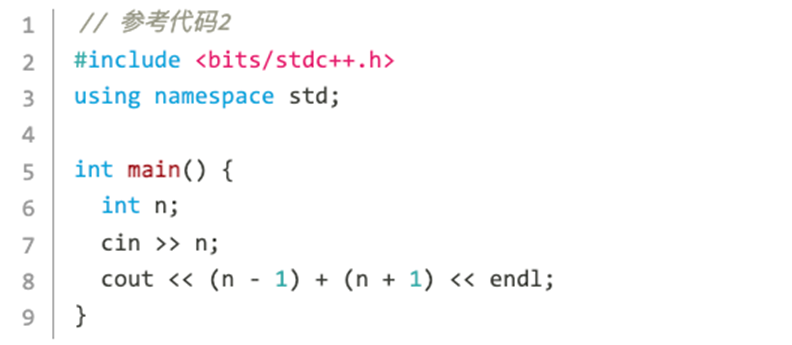 1 // 参考代码2
2 #include <bits/stdc++.h>
3 using namespace std;
4
5 int main() {
6   int n;
7   cin >> n;
8   cout << (n - 1) + (n + 1) << endl;
9 }